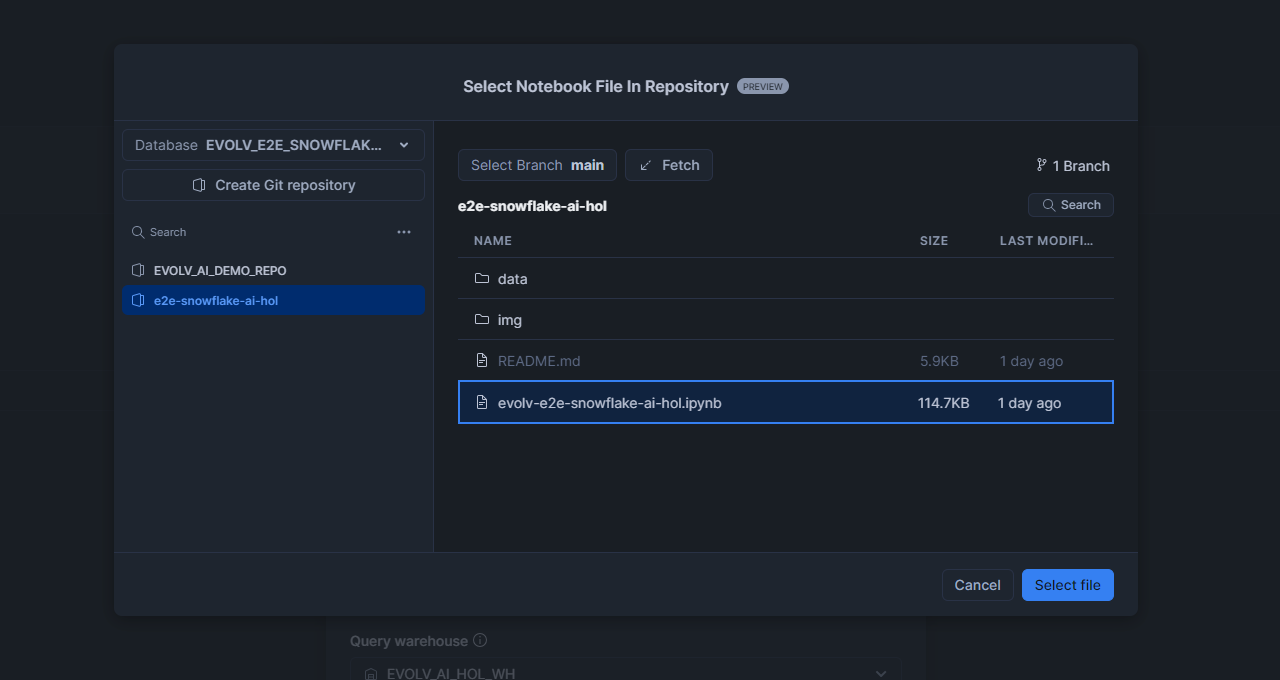 Select Notebook File In Repository PREVIEW
Database EVOLV_E2E_SNOWFLAK...
Create Git repository
Search
EVOLV_AI_DEMO_REPO
e2e-snowflake-ai-hol
Select Branch main Fetch 1 Branch
e2e-snowflake-ai-hol Search
NAME SIZE LAST MODIFI...
data
img
README.md 5.9KB 1 day ago
evolv-e2e-snowflake-ai-hol.ipynb 114.7KB 1 day ago
Cancel Select file
Query warehouse
EVOLV_AI_HOL_WH